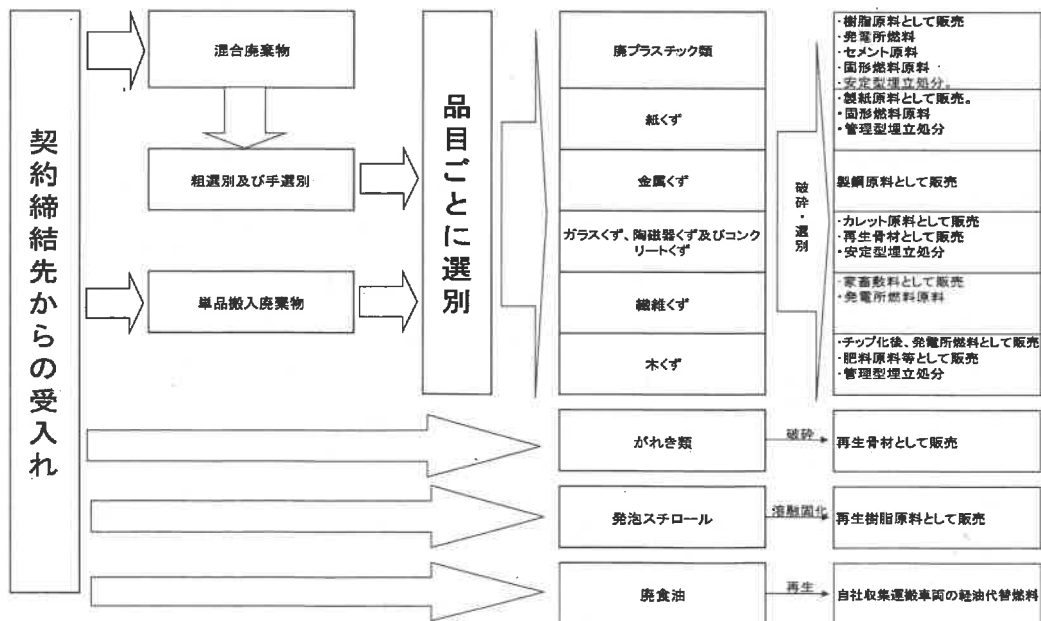 契約締結先からの受入れ
混合廃棄物
粗選別及び手選別
単品搬入廃棄物
品目ごとに選別
廃プラステック類
紙くず
金属くず
ガラスくず、陶磁器くず及びコンク
リートくず
繊維くず
木くず
破砕・選別
・樹脂原料として販売
・発電所燃料
・セメント原料
・固形燃料原料
・安定型埋立処分。
・製紙原料として販売。
・固形燃料原料
・管理型埋立処分
製鋼原料として販売
・カレット原料として販売
・再生骨材として販売
・安定型埋立処分
・家畜敷料として販売
・発電所燃料原料
・チップ化後、発電所燃料として販売
・肥料原料等として販売
・管理型埋立処分
がれき類
破砕
再生骨材として販売
発泡スチロール
溶融固化
再生樹脂原料として販売
廃食油
再生
自社収集運搬車両の軽油代替燃料